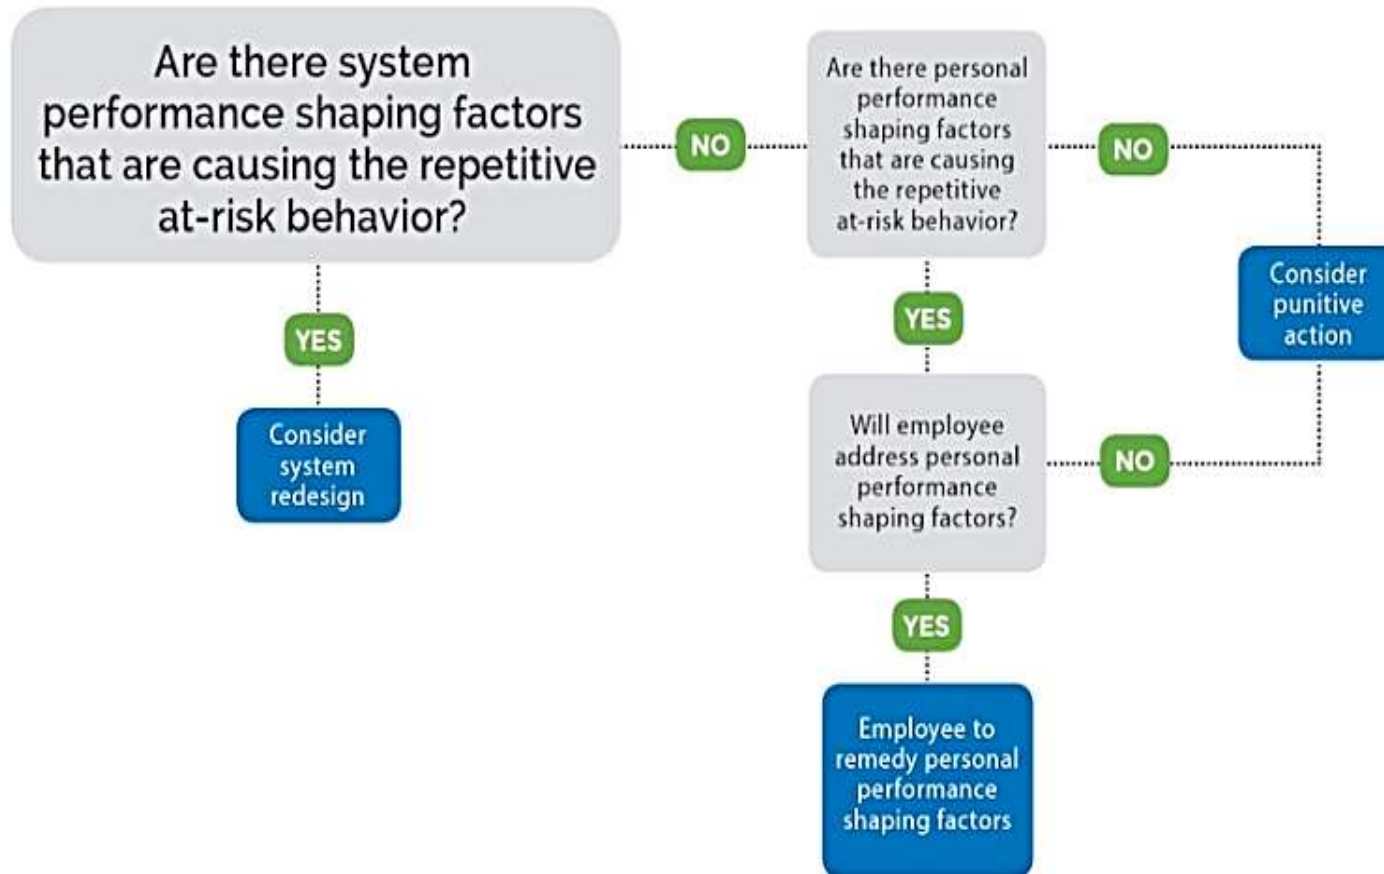 Are there system
performance shaping factors
that are causing the repetitive
at-risk behavior?
NO
Are there personal
performance
shaping factors
that are causing
the repetitive
at-risk behavior?
NO
Consider
punitive
action
YES
Consider
system
redesign
YES
Will employee
address personal
performance
shaping factors?
NO
YES
Employee to
remedy personal
performance
shaping factors